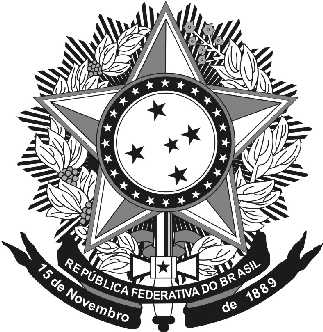 REPÚBLICA FEDERATIVA DO BRASIL
15 de Novembro de 1889